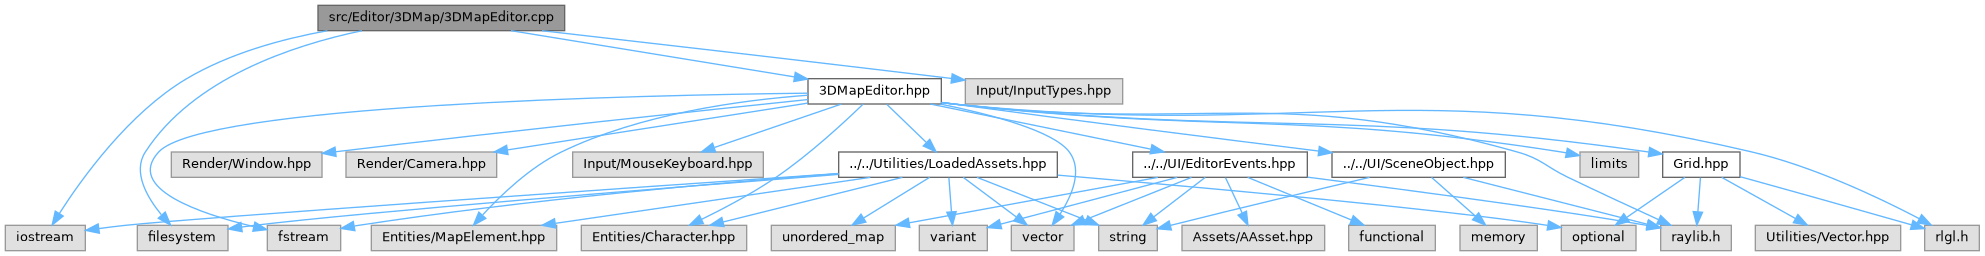 src/Editor/3DMap/3DMapEditor.cpp
3DMapEditor.hpp
Input/InputTypes.hpp
Render/Window.hpp
Render/Camera.hpp
Input/MouseKeyboard.hpp
../../Utilities/LoadedAssets.hpp
../../UI/EditorEvents.hpp
../../UI/SceneObject.hpp
limits
Grid.hpp
iostream
filesystem
fstream
Entities/MapElement.hpp
Entities/Character.hpp
unordered_map
variant
vector
string
Assets/AAsset.hpp
functional
memory
optional
raylib.h
Utilities/Vector.hpp
rlgl.h